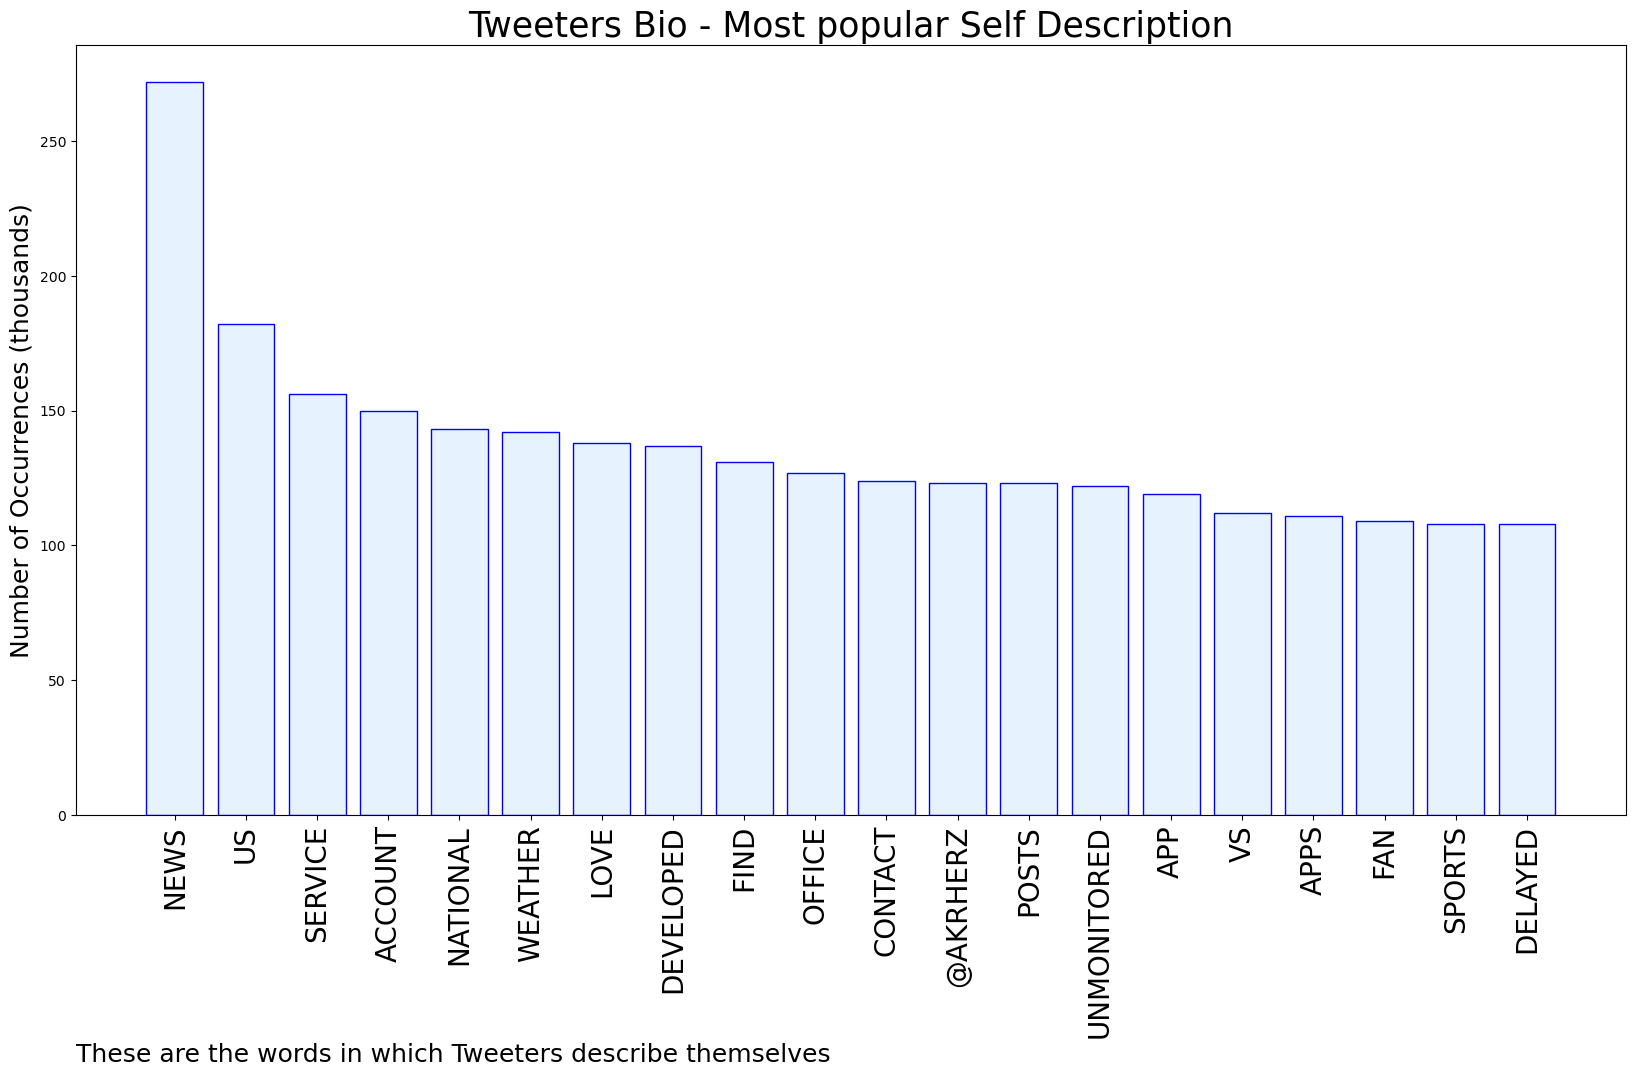 Tweeters Bio - Most popular Self Description
Number of Occurrences (thousands)
250
200
150
100
50
0
NEWS
US
SERVICE
ACCOUNT
NATIONAL
WEATHER
LOVE
DEVELOPED
FIND
OFFICE
CONTACT
@AKRHERZ
POSTS
UNMONITORED
APP
VS
APPS
FAN
SPORTS
DELAYED
These are the words in which Tweeters describe themselves